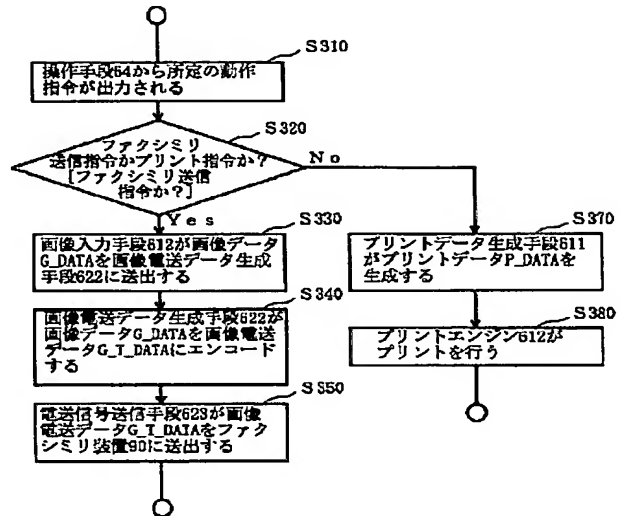 S310
操作手段64から所定の動作
指令が出力される
S320
ファクシミリ
送信指令かプリント指令か?
[ファクシミリ送信
指令か?]
No
Yes
S330
画像入力手段612が画像データ
G_DATAを画像電送データ生成
手段622に送出する
S340
画像電送データ生成手段622が
画像データG_DATAを画像電送
データG_T_DATAにエンコード
する
S350
電送信号送信手段623が画像
電送データG_T_DATAをファク
シミリ装置90に送出する
S370
プリントデータ生成手段611
がプリントデータP_DATAを
生成する
S380
プリントエンジン612が
プリントを行う